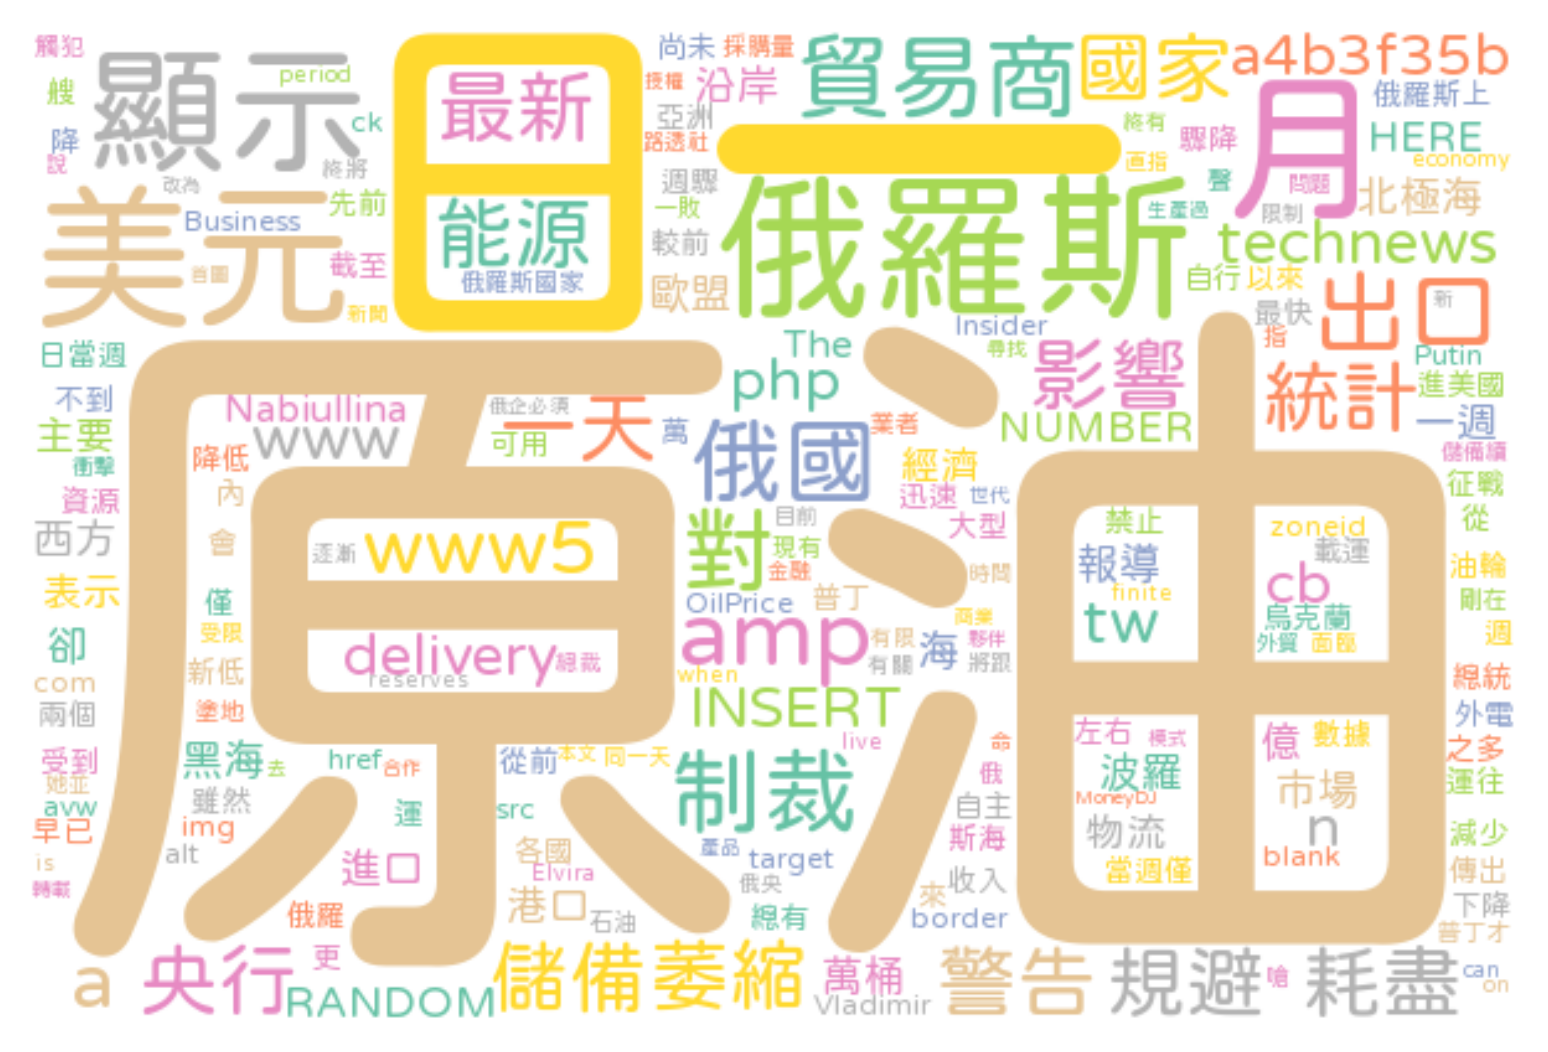 觸犯
顯示
period
艘
ck
降
說
終將
改為
美元
Business
先前
首圖
截至
新聞
日
最新
能源
俄羅斯國家
尚未
採購量
授權
沿岸
亞洲
路透社
週驟
一敗
較前
歐盟
貿易商
國家
a4b3f35b
一
月
俄羅斯上
終有
驟降
HERE
直指
economy
聲
問題
北極海
生產過
限制
俄羅斯
technews
自行
以來
出口
新
最快
指
Insider
尋找
Putin
日當週
原油
The
php
影響
統計
進美國
不到
Nabiullina
俄企必須
一天
萬
業者
NUMBER
一週
主要
www
可用
俄國
經濟
儲備續
衝擊
降低
迅速
世代
征戰
資源
內
目前
大型
禁止
zoneid
從
西方
會
逐漸
www5
對
現有
報導
載運
金融
時間
油輪
表示
僅
OilPrice
普丁
finite
cb
剛在
受限
商業
tw
烏克蘭
週
卻
delivery
總裁
amp
有限
海
夥伴
外貿
面臨
新低
reserves
when
有關
將跟
總統
com
兩個
塗地
INSERT
外電
左右
模式
億
數據
受到
黑海
去
href
合作
從前
本文
同一天
live
命
之多
她並
制裁
俄
波羅
市場
運往
avw
雖然
運
src
自主
MoneyDJ
早已
img
斯海
物流
n
減少
is
alt
進口
各國
產品
target
當週僅
blank
傳出
轉載
Elvira
俄央
收入
俄羅
港口
石油
總有
來
border
下降
普丁才
a
央行
更
RANDOM
儲備
萎縮
萬桶
Vladimir
警告
規避
嗆
耗盡
can
on